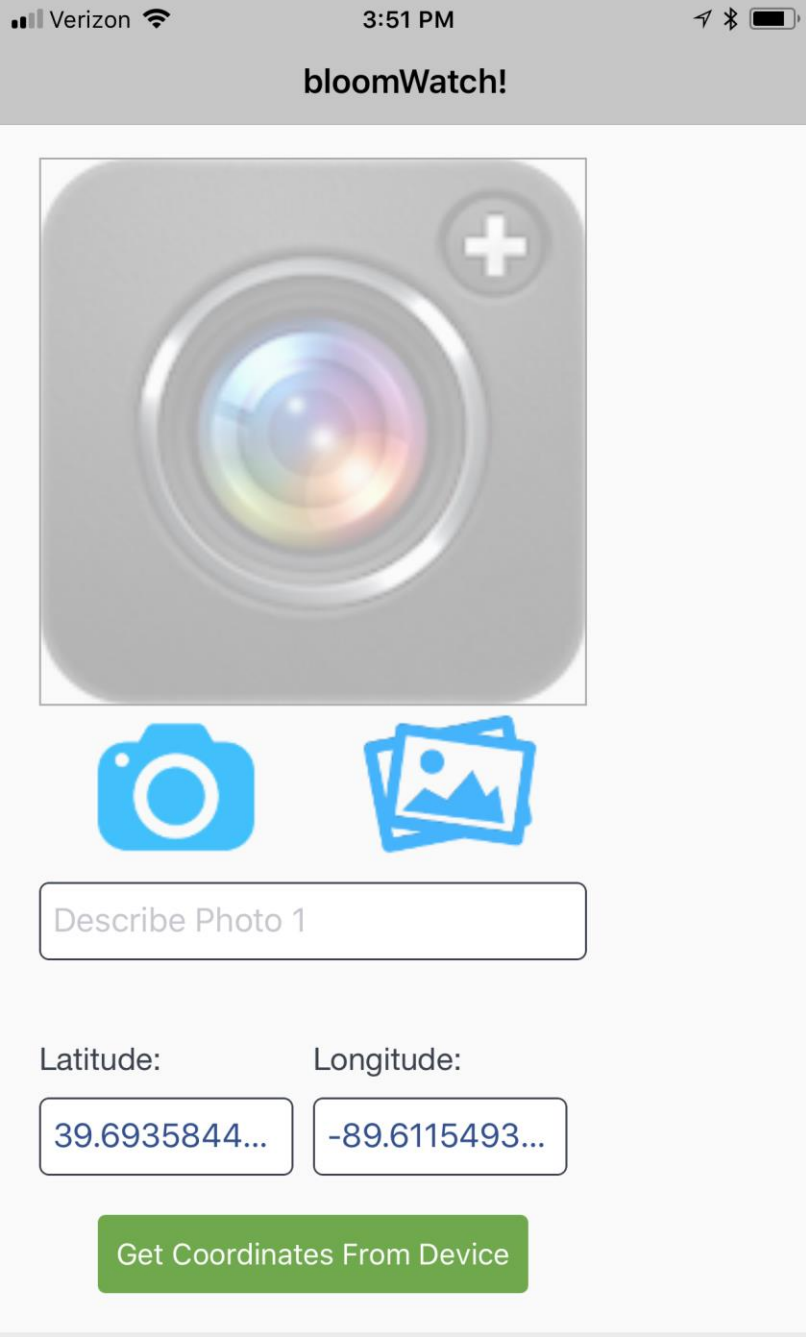 Verizon 3:51 PM
bloomWatch!
Describe Photo 1
Latitude: Longitude:
39.6935844... -89.6115493...
Get Coordinates From Device